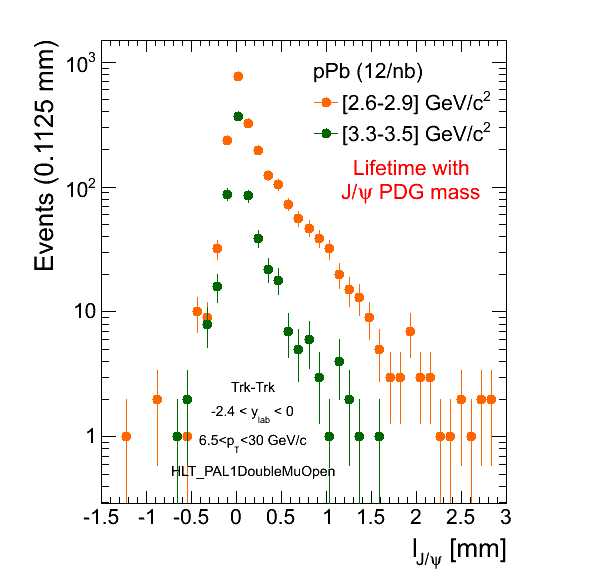 Events (0.1125 mm)
10³
10²
10
1
pPb (12/nb)
[2.6-2.9] GeV/c²
[3.3-3.5] GeV/c²
Lifetime with
J/ψ PDG mass
Trk-Trk
-2.4 < y_lab < 0
6.5<p_T<30 GeV/c
HLT_PAL1DoubleMuOpen
-1.5 -1 -0.5 0 0.5 1 1.5 2 2.5 3
l_J/ψ [mm]